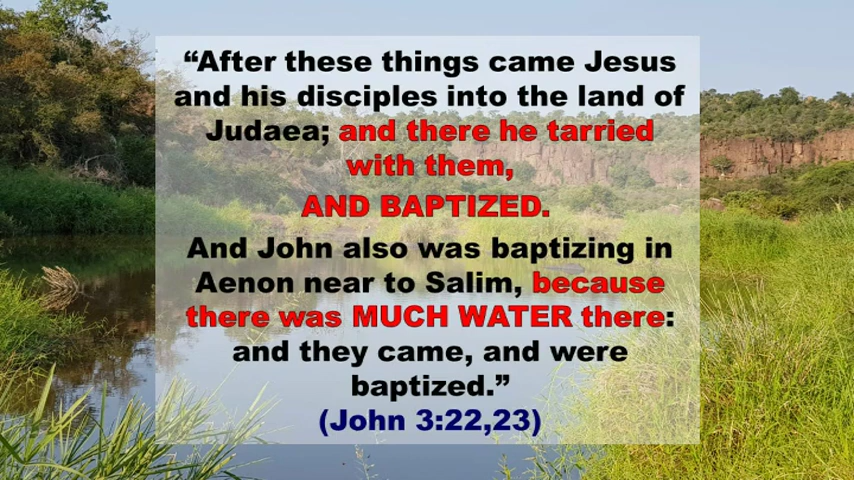 “After these things came Jesus
and his disciples into the land of
Judaea; and there he tarried
with them,
AND BAPTIZED.
And John also was baptizing in
Aenon near to Salim, because
there was MUCH WATER there:
and they came, and were
baptized.”
(John 3:22,23)